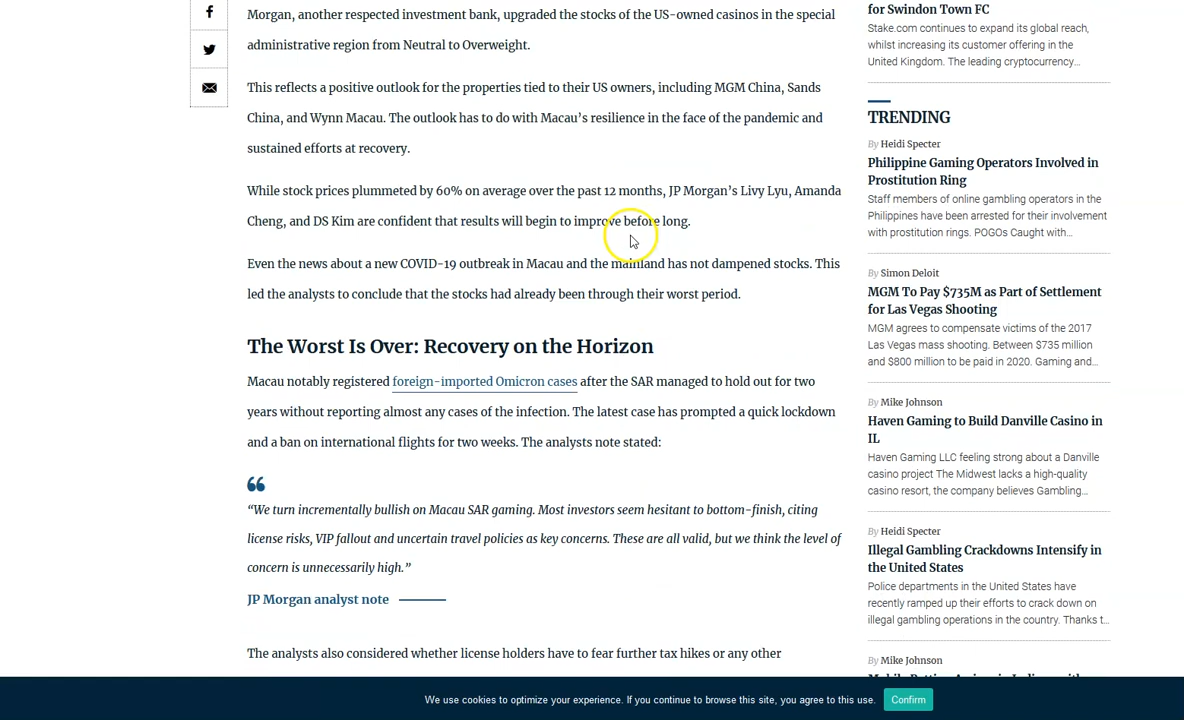 Morgan, another respected investment bank, upgraded the stocks of the US-owned casinos in the special
administrative region from Neutral to Overweight.
This reflects a positive outlook for the properties tied to their US owners, including MGM China, Sands
China, and Wynn Macau. The outlook has to do with Macau’s resilience in the face of the pandemic and
sustained efforts at recovery.
While stock prices plummeted by 60% on average over the past 12 months, JP Morgan’s Livy Lyu, Amanda
Cheng, and DS Kim are confident that results will begin to improve before long.
Even the news about a new COVID-19 outbreak in Macau and the mainland has not dampened stocks. This
led the analysts to conclude that the stocks had already been through their worst period.
The Worst Is Over: Recovery on the Horizon
Macau notably registered foreign-imported Omicron cases after the SAR managed to hold out for two
years without reporting almost any cases of the infection. The latest case has prompted a quick lockdown
and a ban on international flights for two weeks. The analysts note stated:
“We turn incrementally bullish on Macau SAR gaming. Most investors seem hesitant to bottom-finish, citing
license risks, VIP fallout and uncertain travel policies as key concerns. These are all valid, but we think the level of
concern is unnecessarily high.”
JP Morgan analyst note
The analysts also considered whether license holders have to fear further tax hikes or any other
for Swindon Town FC
Stake.com continues to expand its global reach,
whilst increasing its customer offering in the
United Kingdom. The leading cryptocurrency...
TRENDING
By Heidi Specter
Philippine Gaming Operators Involved in
Prostitution Ring
Staff members of online gambling operators in the
Philippines have been arrested for their involvement
with prostitution rings. POGOs Caught with...
By Simon Deloit
MGM To Pay $735M as Part of Settlement
for Las Vegas Shooting
MGM agrees to compensate victims of the 2017
Las Vegas mass shooting. Between $735 million
and $800 million to be paid in 2020. Gaming and...
By Mike Johnson
Haven Gaming to Build Danville Casino in
IL
Haven Gaming LLC feeling strong about a Danville
casino project The Midwest lacks a high-quality
casino resort, the company believes Gambling...
By Heidi Specter
Illegal Gambling Crackdowns Intensify in
the United States
Police departments in the United States have
recently ramped up their efforts to crack down on
illegal gambling operations in the country. Thanks t...
By Mike Johnson
We use cookies to optimize your experience. If you continue to browse this site, you agree to this use.
Confirm